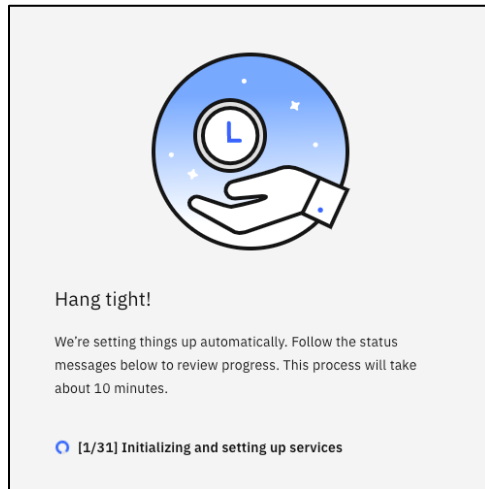 Hang tight!
We're setting things up automatically. Follow the status
messages below to review progress. This process will take
about 10 minutes.
[1/31] Initializing and setting up services